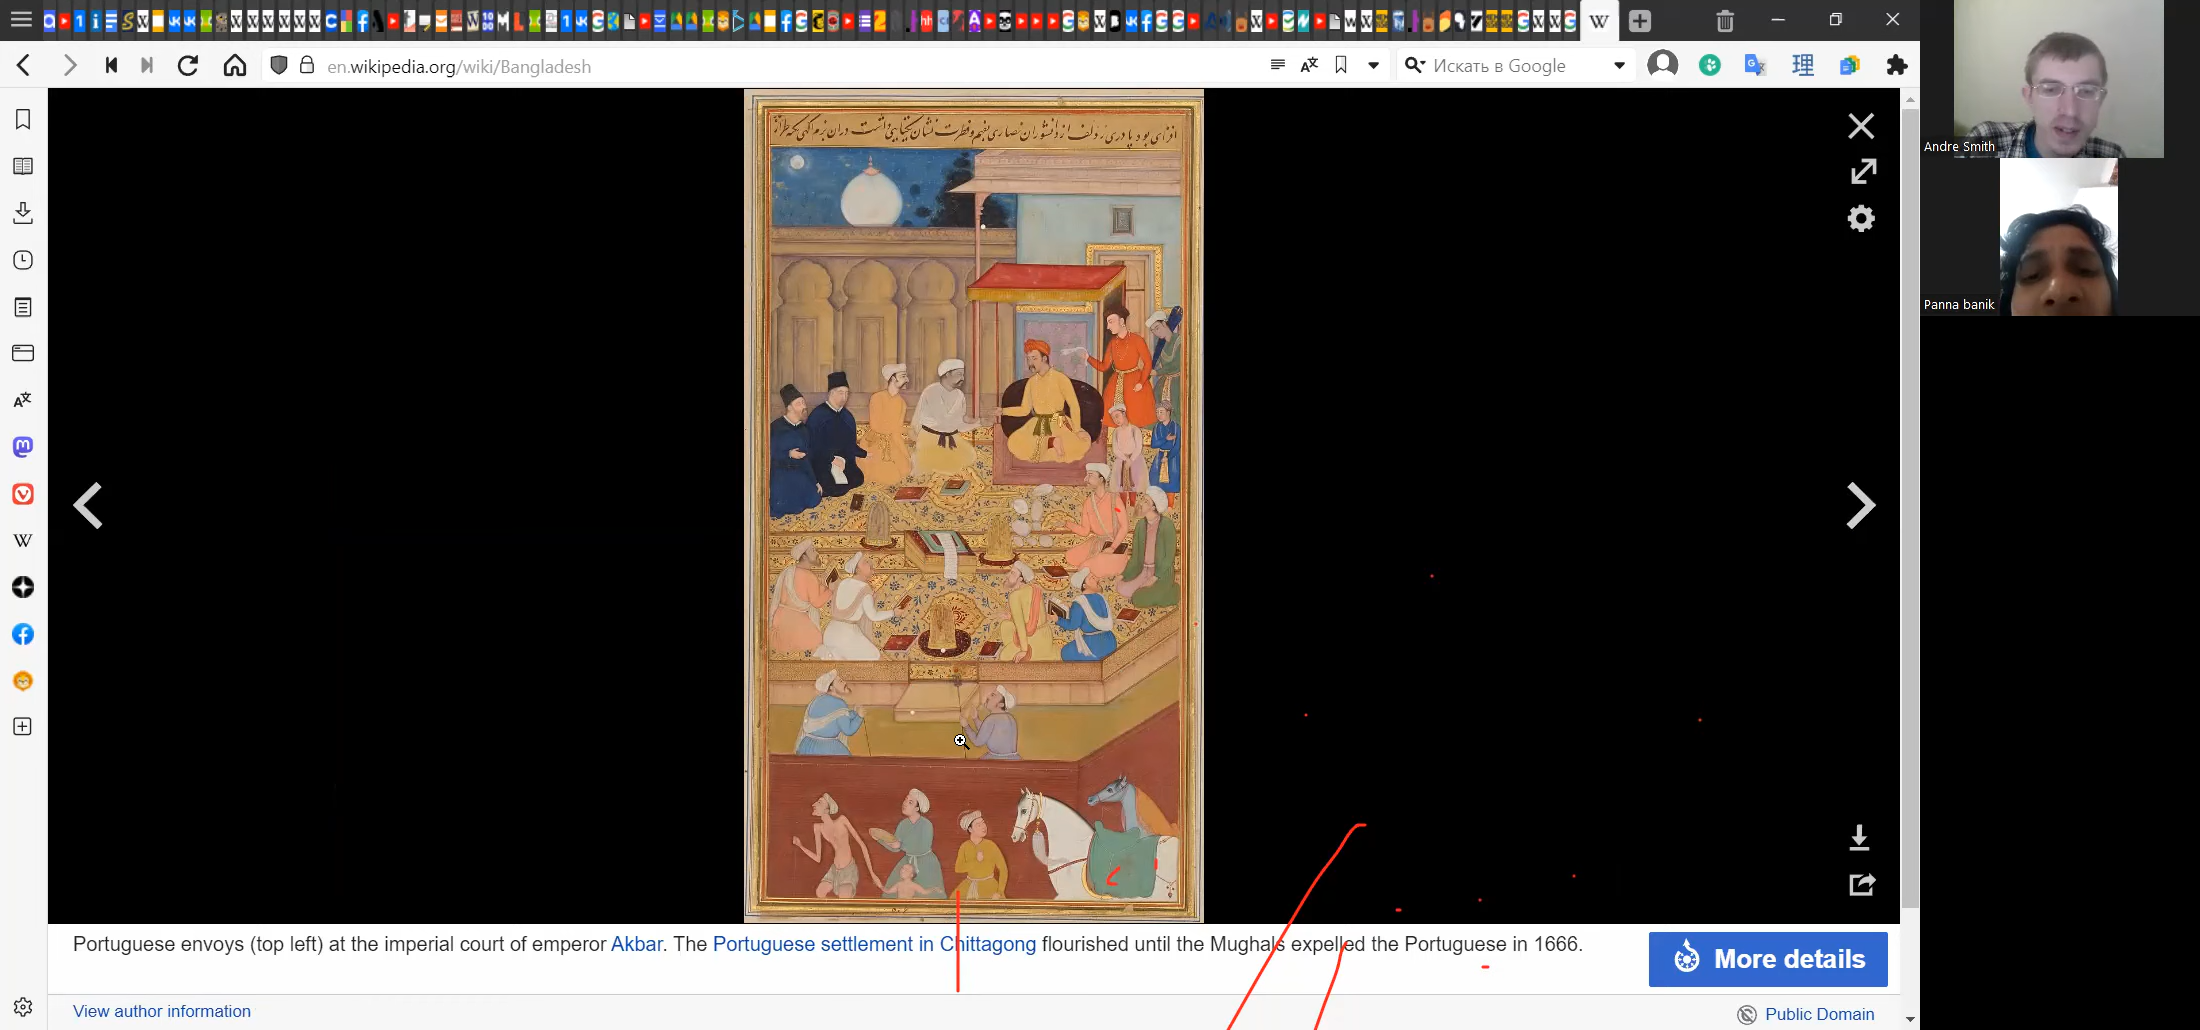 en.wikipedia.org/wiki/Bangladesh
Искать в Google
Andre Smith
Panna banik
Portuguese envoys (top left) at the imperial court of emperor Akbar. The Portuguese settlement in Chittagong flourished until the Mughals expelled the Portuguese in 1666.
More details
View author information
Public Domain